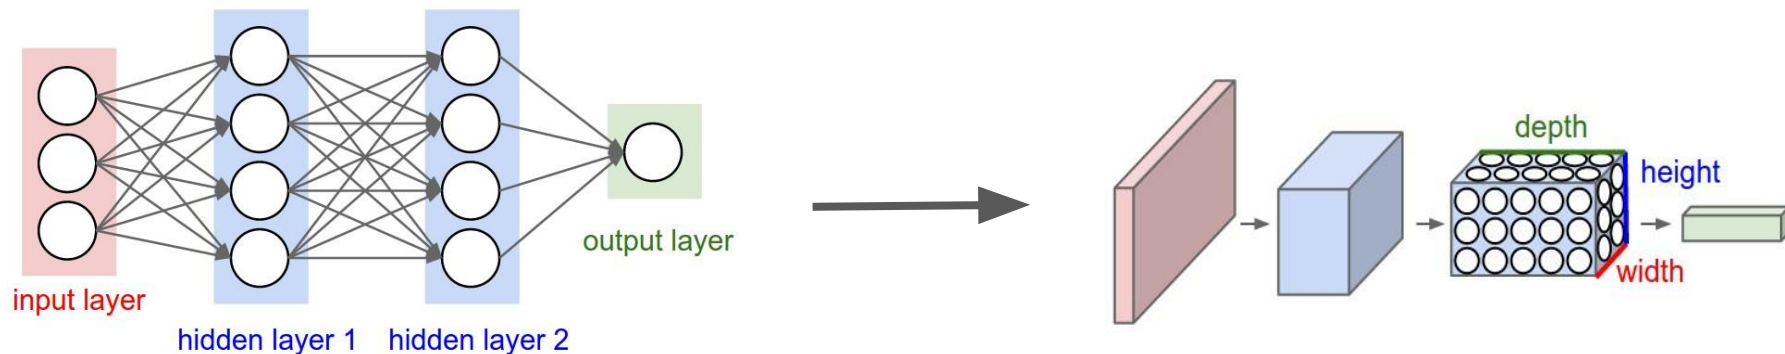 input layer
hidden layer 1
hidden layer 2
output layer
depth
height
width